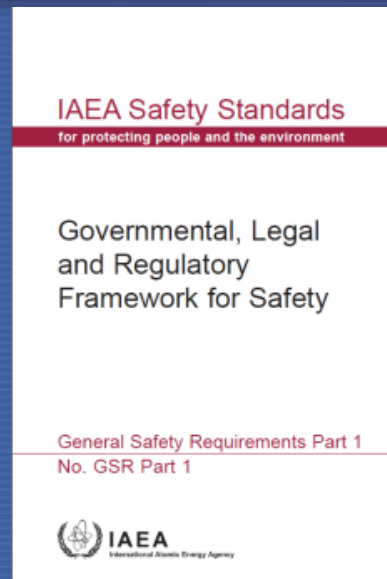 IAEA Safety Standards
for protecting people and the environment
Governmental, Legal
and Regulatory
Framework for Safety
General Safety Requirements Part 1
No. GSR Part 1
IAEA
International Atomic Energy Agency